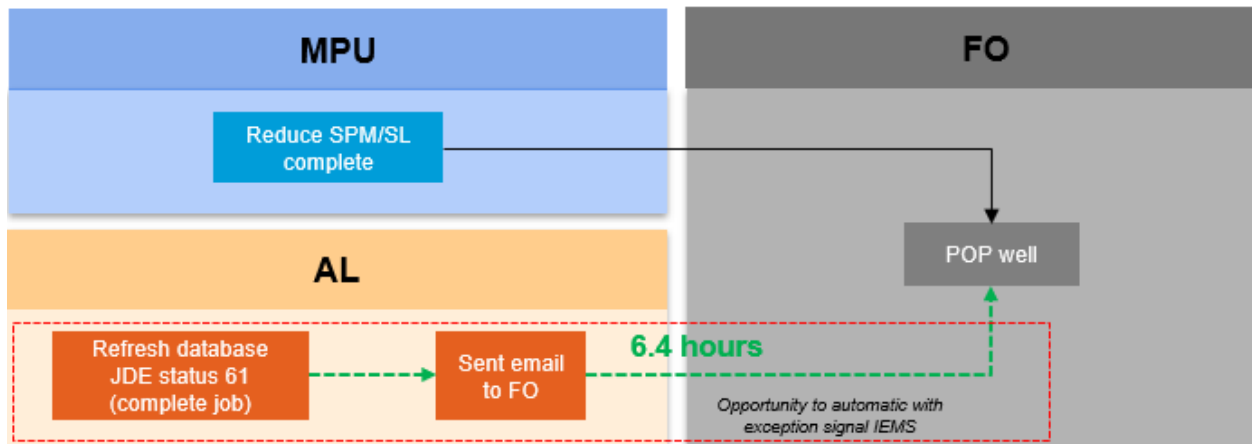 MPU
FO
Reduce SPM/SL
complete
POP well
AL
Refresh database
JDE status 61
(complete job)
Sent email
to FO
6.4 hours
Opportunity to automatic with
exception signal IEMS